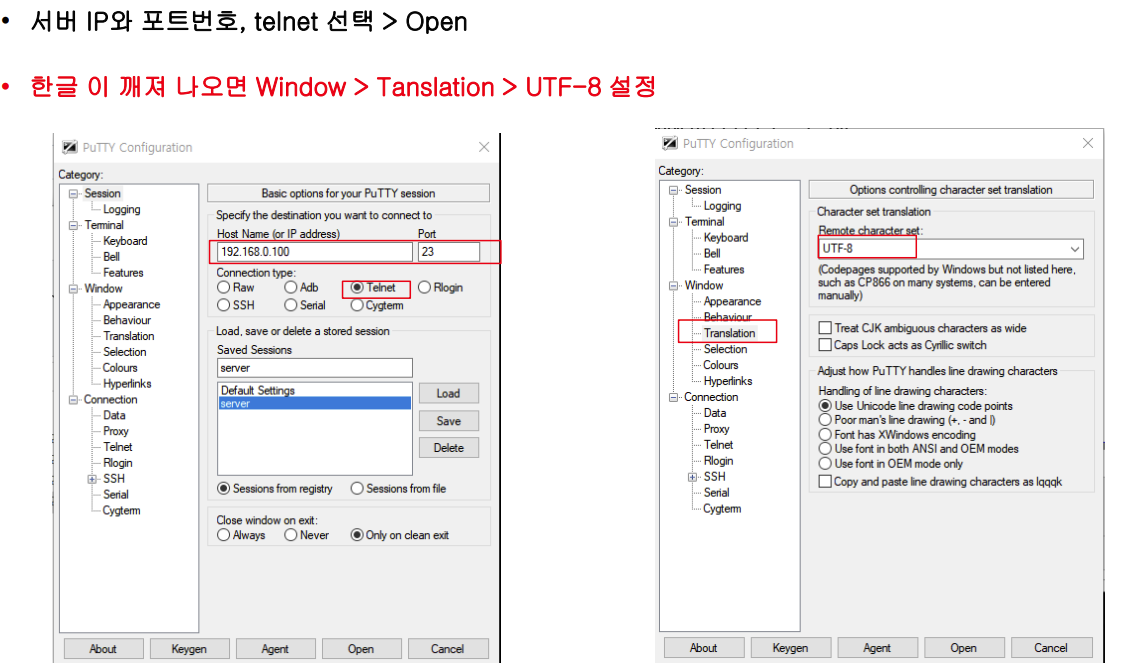 • 서버 IP와 포트번호, telnet 선택 > Open
• 한글 이 깨져 나오면 Window > Tanslation > UTF-8 설정
PuTTY Configuration
Category:
Session
Logging
Terminal
Keyboard
Bell
Features
Window
Appearance
Behaviour
Translation
Selection
Colours
Hyperlinks
Connection
Data
Proxy
Telnet
Rlogin
SSH
Serial
Cygterm
Basic options for your PuTTY session
Specify the destination you want to connect to
Host Name (or IP address) Port
192.168.0.100 23
Connection type:
Raw Adb Telnet Rlogin
SSH Serial Cygterm
Load, save or delete a stored session
Saved Sessions
server
Default Settings
server
Load
Save
Delete
Sessions from registry Sessions from file
Close window on exit:
Always Never Only on clean exit
About Keygen Agent Open Cancel
PuTTY Configuration
Category:
Session
Logging
Terminal
Keyboard
Bell
Features
Window
Appearance
Behaviour
Translation
Selection
Colours
Hyperlinks
Connection
Data
Proxy
Telnet
Rlogin
SSH
Serial
Cygterm
Options controlling character set translation
Character set translation
Remote character set:
UTF-8
(Codepages supported by Windows but not listed here,
such as CP866 on many systems, can be entered
manually)
Treat CJK ambiguous characters as wide
Caps Lock acts as Cyrillic switch
Adjust how PuTTY handles line drawing characters
Handling of line drawing characters:
Use Unicode line drawing code points
Poor man's line drawing (+, - and |)
Font has XWindows encoding
Use font in both ANSI and OEM modes
Use font in OEM mode only
Copy and paste line drawing characters as lqqqk
About Keygen Agent Open Cancel